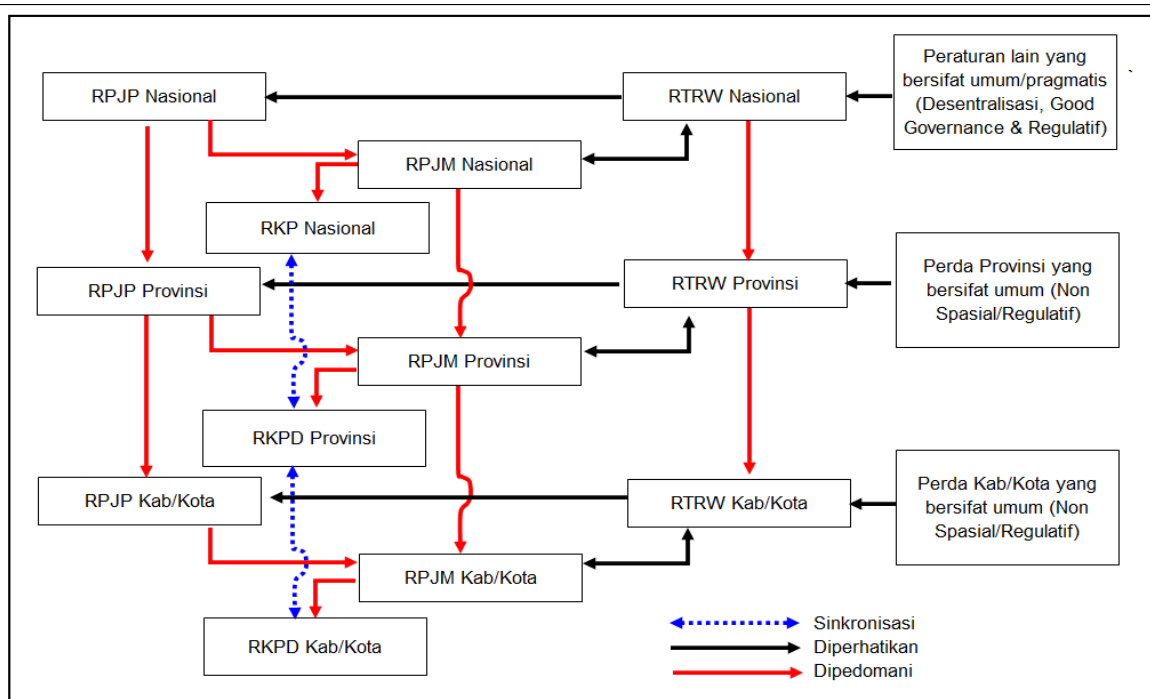 Peraturan lain yang
bersifat umum/pragmatis
(Desentralisasi, Good
Governance & Regulatif)
RPJP Nasional
RTRW Nasional
RPJM Nasional
RKP Nasional
Perda Provinsi yang
bersifat umum (Non
Spasial/Regulatif)
RPJP Provinsi
RTRW Provinsi
RPJM Provinsi
RKPD Provinsi
Perda Kab/Kota yang
bersifat umum (Non
Spasial/Regulatif)
RPJP Kab/Kota
RTRW Kab/Kota
RPJM Kab/Kota
RKPD Kab/Kota
Sinkronisasi
Diperhatikan
Dipedomani